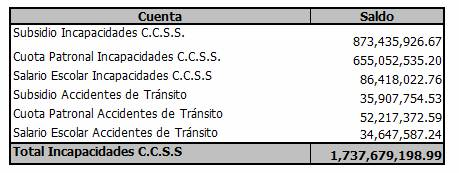 Cuenta Saldo
Subsidio Incapacidades C.C.S.S. 873,435,926.67
Cuota Patronal Incapacidades C.C.S.S. 655,052,535.20
Salario Escolar Incapacidades C.C.S.S 86,418,022.76
Subsidio Accidentes de Tránsito 35,907,754.53
Cuota Patronal Accidentes de Tránsito 52,217,372.59
Salario Escolar Accidentes de Tránsito 34,647,587.24
Total Incapacidades C.C.S.S 1,737,679,198.99